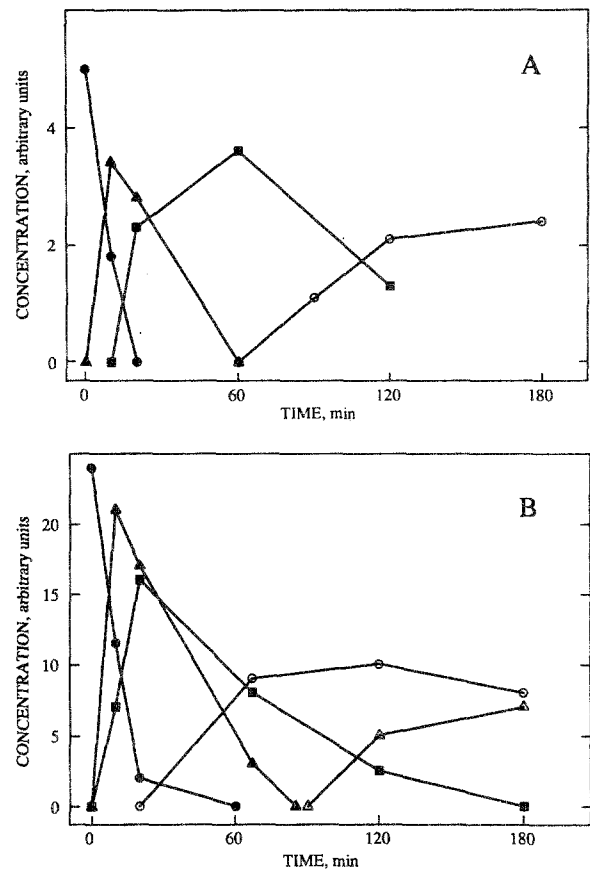 A
CONCENTRATION, arbitrary units
4
2
0
0 60 120 180
TIME, min
B
CONCENTRATION, arbitrary units
20
15
10
5
0
0 60 120 180
TIME, min